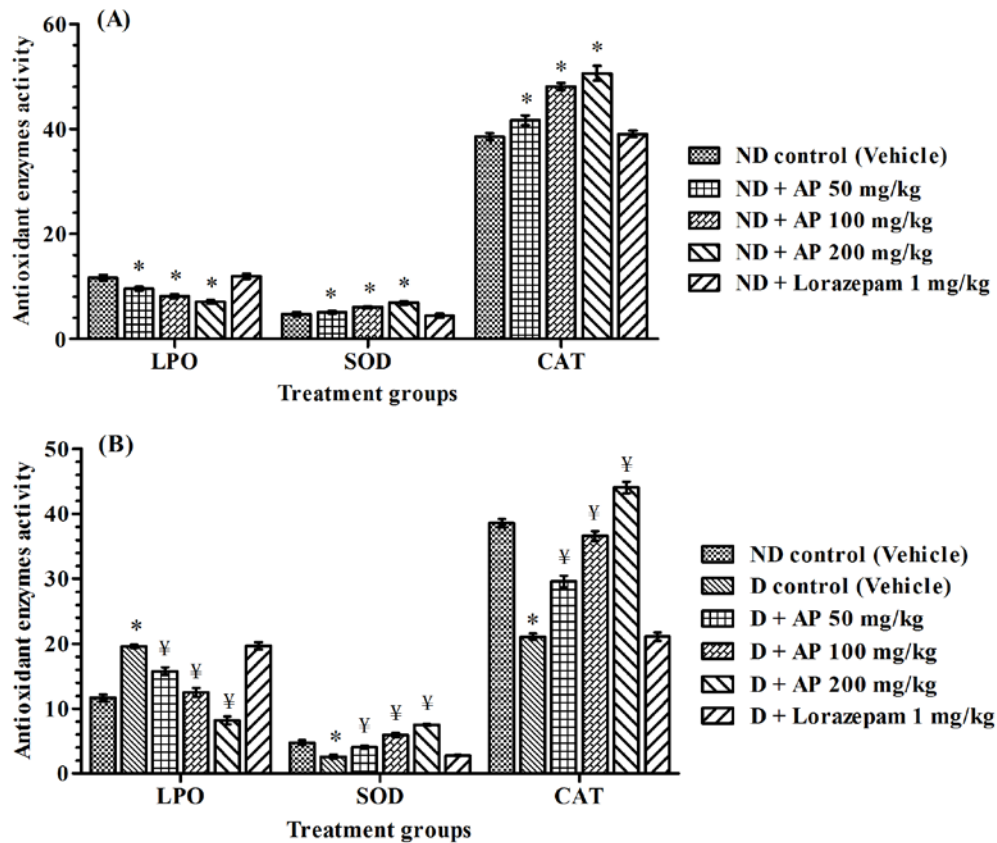 (A)
Antioxidant enzymes activity
60
40
20
0
* * *
* * *
* * *
LPO SOD CAT
Treatment groups
ND control (Vehicle)
ND + AP 50 mg/kg
ND + AP 100 mg/kg
ND + AP 200 mg/kg
ND + Lorazepam 1 mg/kg
(B)
Antioxidant enzymes activity
50
40
30
20
10
0
* ¥ ¥ ¥
* ¥ ¥ ¥
* ¥ ¥ ¥
LPO SOD CAT
Treatment groups
ND control (Vehicle)
D control (Vehicle)
D + AP 50 mg/kg
D + AP 100 mg/kg
D + AP 200 mg/kg
D + Lorazepam 1 mg/kg